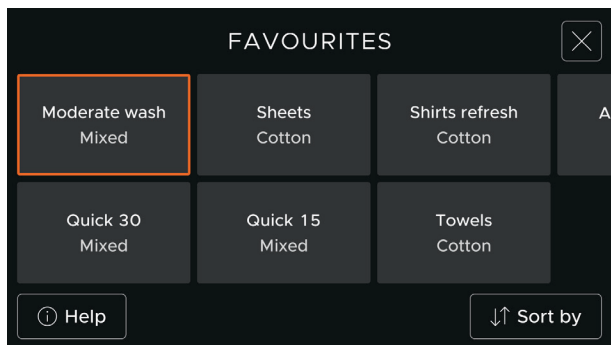 FAVOURITES
Moderate wash
Mixed
Sheets
Cotton
Shirts refresh
Cotton
A
Quick 30
Mixed
Quick 15
Mixed
Towels
Cotton
Help
Sort by